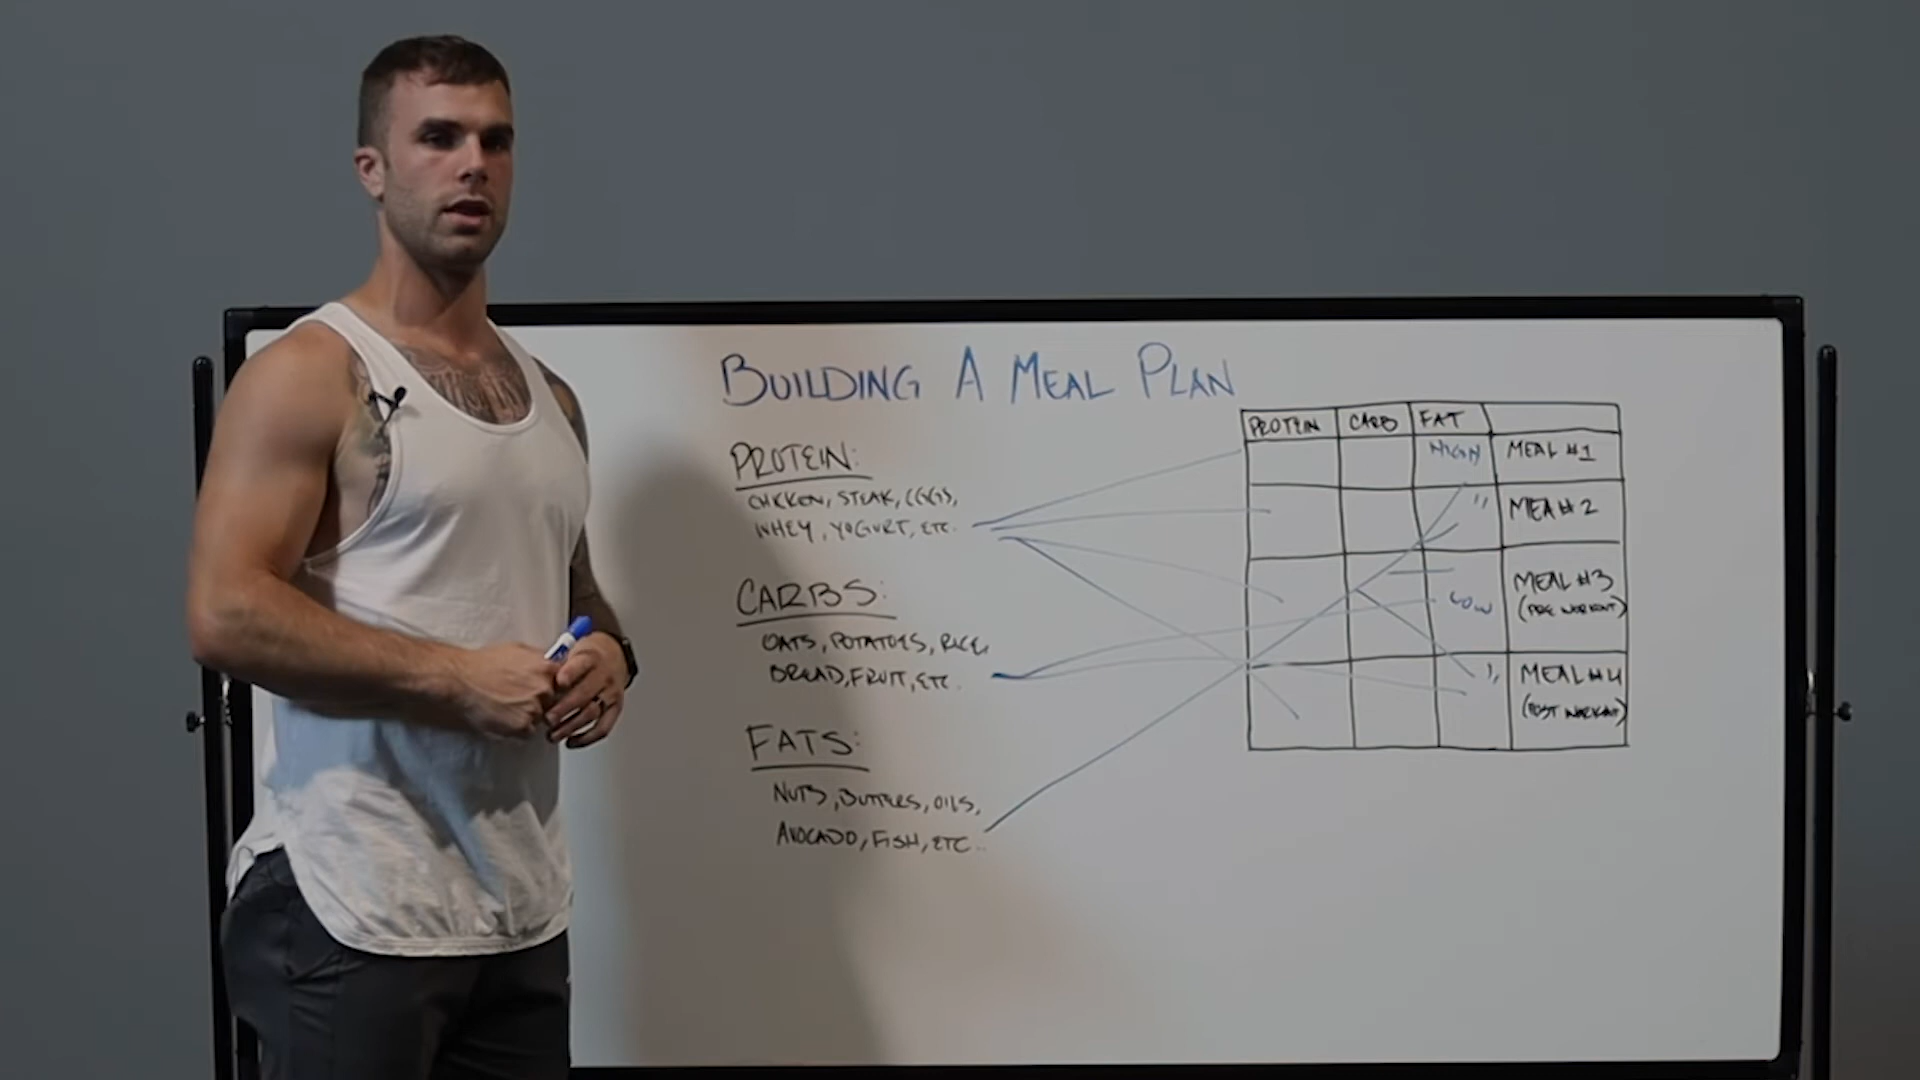 BUILDING A MEAL PLAN
PROTEIN:
CHICKEN, STEAK, EGGS,
WHEY, YOGURT, ETC.
CARBS:
OATS, POTATOES, RICE,
BREAD, FRUIT, ETC.
FATS:
NUTS, BUTTERS, OILS,
AVOCADO, FISH, ETC..
PROTEIN CARB FAT
HIGH MEAL #1
" MEAL #2
LOW MEAL #3
(PRE WORKOUT)
" MEAL #4
(POST WORKOUT)